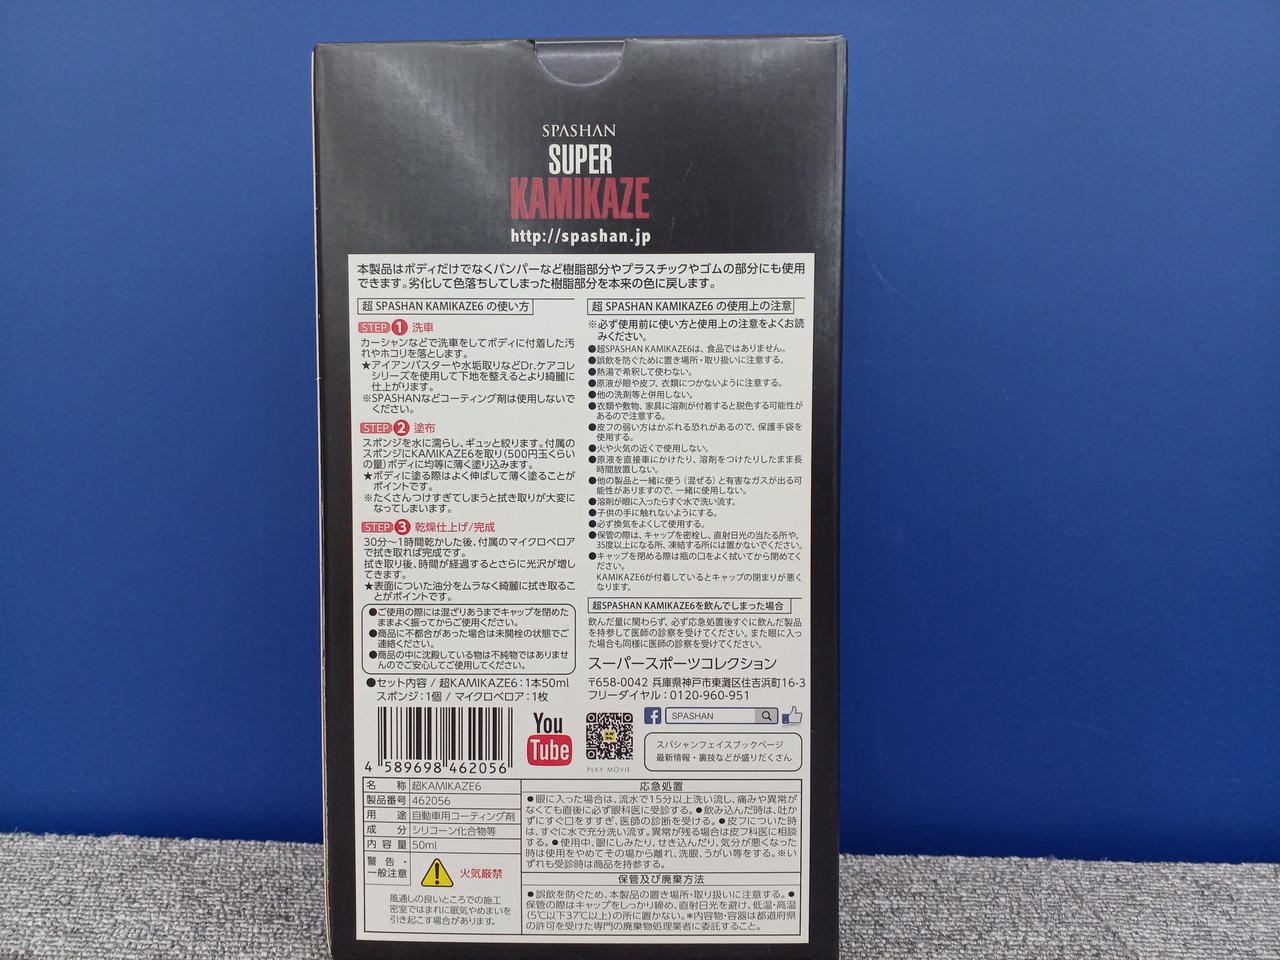 SPASHAN
SUPER
KAMIKAZE
http://spashan.jp
本製品はボディだけでなくバンパーなど樹脂部分やプラスチックやゴムの部分にも使用
できます。劣化して色落ちしてしまった樹脂部分を本来の色に戻します。
超 SPASHAN KAMIKAZE6 の使い方
STEP 1 洗車
カーシャンなどで洗車をしてボディに付着した汚
れやホコリを落とします。
★アイアンバスターや水垢取りなどDr.ケアコレ
シリーズを使用して下地を整えるとより綺麗に
仕上がります。
※SPASHANなどコーティング剤は使用しないで
ください。
STEP 2 塗布
スポンジを水に濡らし、ギュッと絞ります。付属の
スポンジにKAMIKAZE6を取り(500円玉くらい
の量)ボディに均等に薄く塗り込みます。
★ボディに塗る際はよく伸ばして薄く塗ることが
ポイントです。
※たくさんつけすぎてしまうと拭き取りが大変に
なってしまいます。
STEP 3 乾燥仕上げ/完成
30分〜1時間乾かした後、付属のマイクロベロア
で拭き取れば完成です。
拭き取り後、時間が経過するとさらに光沢が増し
てきます。
★表面についた油分をムラなく綺麗に拭き取るこ
とがポイントです。
●ご使用の際には混ざりあうまでキャップを閉めた
ままよく振ってからご使用ください。
●商品に不都合があった場合は未開栓の状態でご
連絡ください。
●商品の中に沈殿している物は不純物ではありませ
んのでご安心してご使用してください。
●セット内容 / 超KAMIKAZE6:1本50ml
スポンジ:1個 / マイクロベロア:1枚
超 SPASHAN KAMIKAZE6 の使用上の注意
※必ず使用前に使い方と使用上の注意をよくお読
みください。
●超SPASHAN KAMIKAZE6は、食品ではありません。
●誤飲を防ぐために置き場所・取り扱いに注意する。
●熱湯で希釈して使わない。
●原液が眼や皮フ、衣類につかないように注意する。
●他の洗剤等と併用しない。
●衣類や敷物、家具に溶剤が付着すると脱色する可能性が
あるので注意する。
●皮フの弱い方はかぶれる恐れがあるので、保護手袋を
使用する。
●火や火気の近くで使用しない。
●原液を直接車にかけたり、溶剤をつけたりしたまま長
時間放置しない。
●他の製品と一緒に使う(混ぜる)と有害なガスが出る可
能性がありますので、一緒に使用しない。
●溶剤が眼に入ったらすぐ水で洗い流す。
●子供の手に触れないようにする。
●必ず換気をよくして使用する。
●保管の際は、キャップを密栓し、直射日光の当たる所や、
35度以上になる所、凍結する所には置かないでください。
●キャップを閉める際は瓶の口をよく拭いてから閉めてく
ださい。
KAMIKAZE6が付着しているとキャップの閉まりが悪く
なります。
超SPASHAN KAMIKAZE6を飲んでしまった場合
飲んだ量に関わらず、必ず応急処置後すぐに飲んだ製品
を持参して医師の診察を受けてください。また眼に入っ
た場合も同様に医師の診察を受けてください。
スーパースポーツコレクション
〒658-0042 兵庫県神戸市東灘区住吉浜町16-3
フリーダイヤル:0120-960-951
4 589698 462056
You
Tube
PLAY MOVIE
f SPASHAN
スパシャンフェイスブックページ
最新情報・裏技などが盛りだくさん
名 称 超KAMIKAZE6
製品番号 462056
用 途 自動車用コーティング剤
成 分 シリコーン化合物等
内 容 量 50ml
警 告・
一般注意
火気厳禁
風通しの良いところでの施工
密室ではまれに眠気やめまいを
引き起こす場合があります。
応急処置
●眼に入った場合は、流水で15分以上洗い流し、痛みや異常が
なくても直後に必ず眼科医に受診する。●飲み込んだ時は、吐か
ずにすぐ口をすすぎ、医師の診断を受ける。●皮フについた時
は、すぐに水で充分洗い流す。異常が残る場合は皮フ科医に相談
する。●使用中、眼にしみたり、せき込んだり、気分が悪くなった
時は使用をやめてその場から離れ、洗眼、うがい等をする。※い
ずれも受診時は商品を持参する。
保管及び廃棄方法
●誤飲を防ぐため、本製品の置き場所・取り扱いに注意する。●
保管の際はキャップをしっかり締め、直射日光を避け、低温・高温
(5℃以下37℃以上)の所に置かない。*内容物・容器は都道府県
の許可を受けた専門の廃棄物処理業者に委託すること。